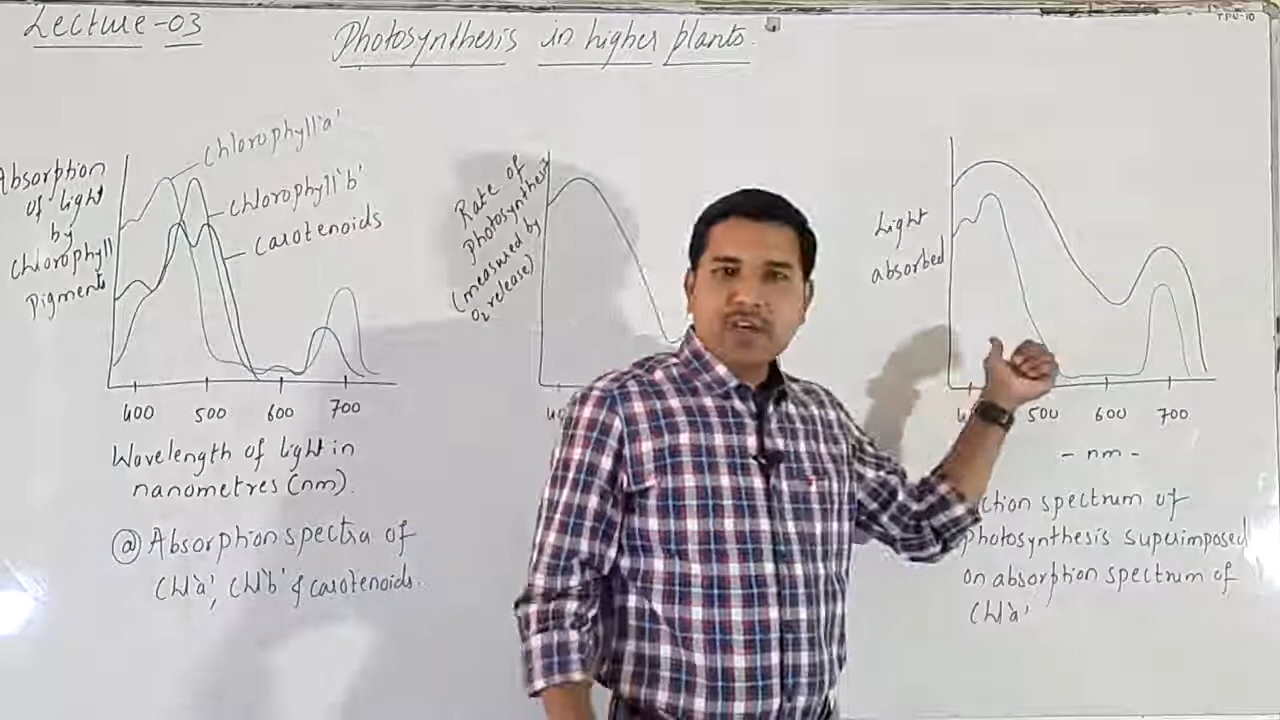 Lecture-03
Photosynthesis in higher plants.
TPU-10
Absorption
of light
by
chlorophyll
pigments
chlorophyll 'a'
chlorophyll 'b'
carotenoids
400 500 600 700
Wavelength of light in
nanometres (nm).
(a) Absorption spectra of
Chl 'a', Chl 'b' & carotenoids.
Rate of
photosynthesis
(measured by
O2 release)
Light
absorbed
500 600 700
- nm -
ction spectrum of
photosynthesis superimposed
on absorption spectrum of
Chl 'a'